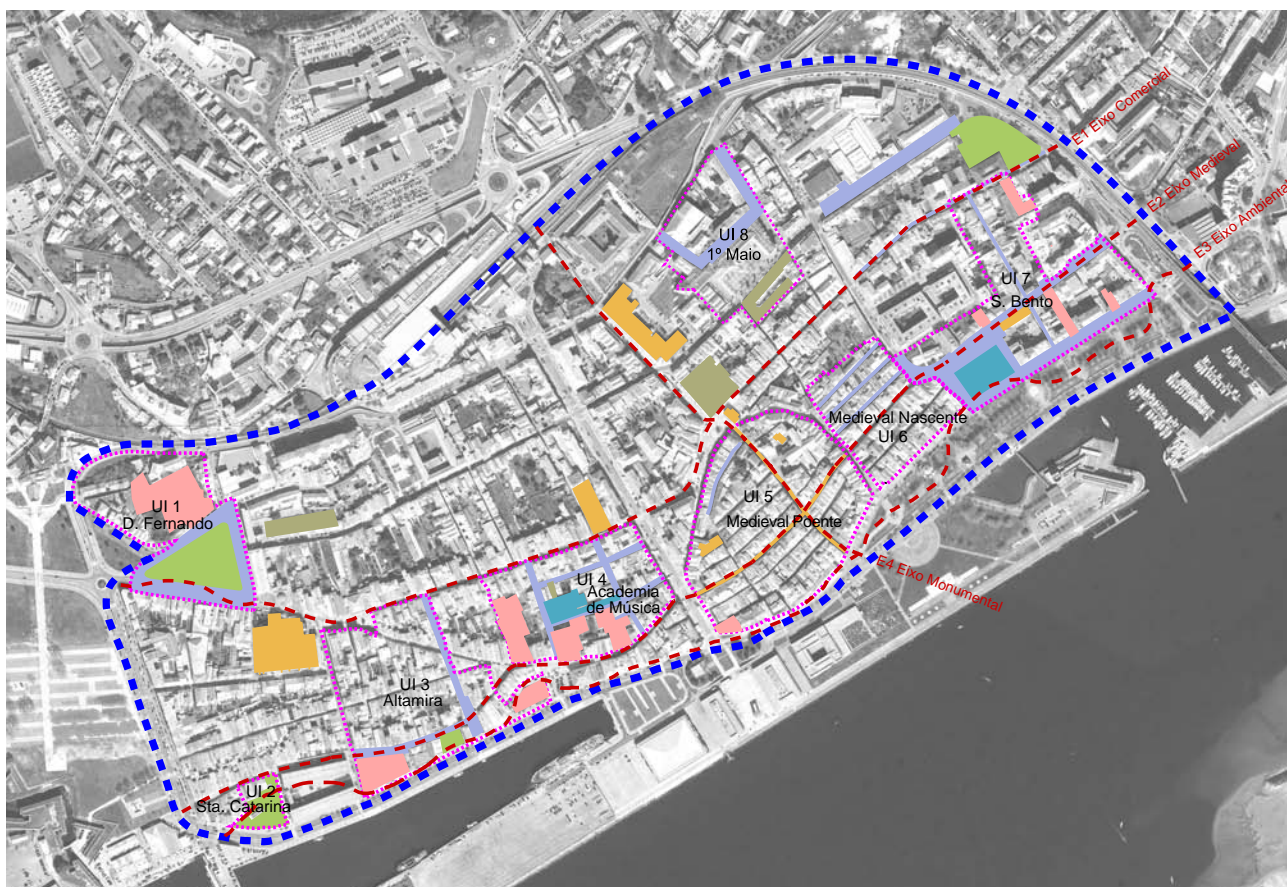 E1 Eixo Comercial
E2 Eixo Medieval
E3 Eixo Ambiental
UI 8
1º Maio
UI 7
S. Bento
Medieval Nascente
UI 6
UI 5
Medieval Poente
UI 1
D. Fernando
E4 Eixo Monumental
UI 4
Academia
de Música
UI 3
Altamira
UI 2
Sta. Catarina